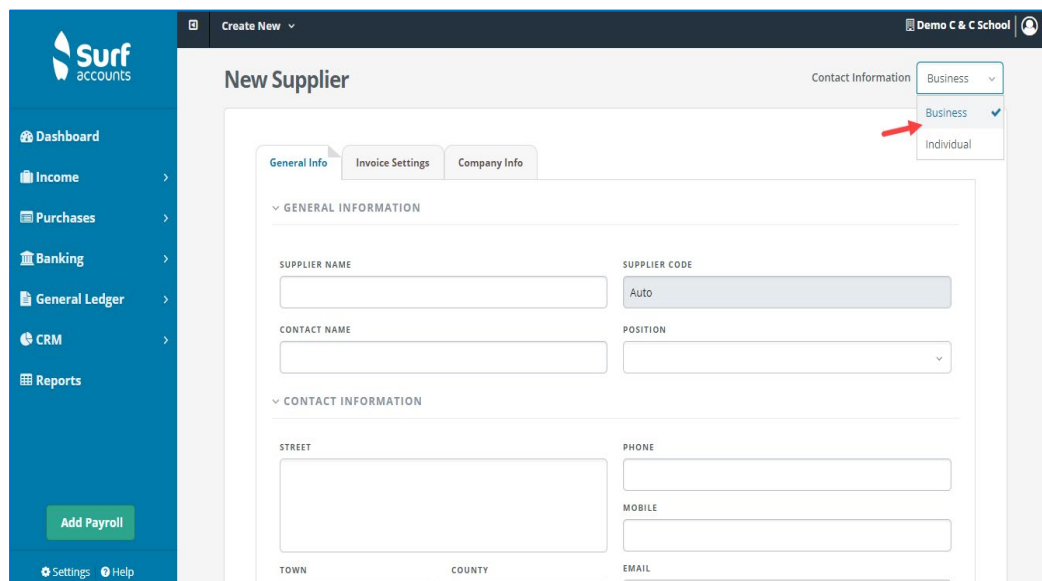 Surf
accounts
Create New
Demo C & C School
New Supplier
Contact Information
Business
Business
Individual
Dashboard
Income
Purchases
Banking
General Ledger
CRM
Reports
Add Payroll
Settings
Help
General Info
Invoice Settings
Company Info
GENERAL INFORMATION
SUPPLIER NAME
SUPPLIER CODE
Auto
CONTACT NAME
POSITION
CONTACT INFORMATION
STREET
PHONE
MOBILE
TOWN
COUNTY
EMAIL